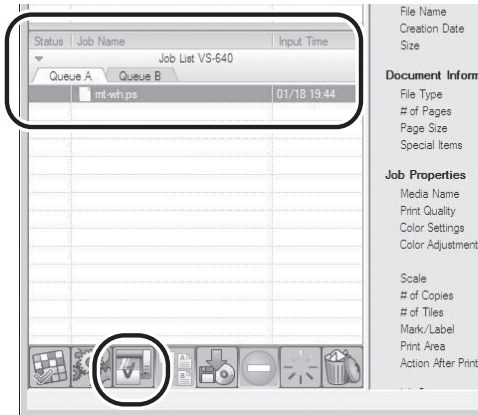 Status Job Name Input Time
Job List VS-640
Queue A Queue B
mt-wh.ps 01/18 19:44
File Name
Creation Date
Size
Document Inform
File Type
# of Pages
Page Size
Special Items
Job Properties
Media Name
Print Quality
Color Settings
Color Adjustment
Scale
# of Copies
# of Tiles
Mark/Label
Print Area
Action After Print